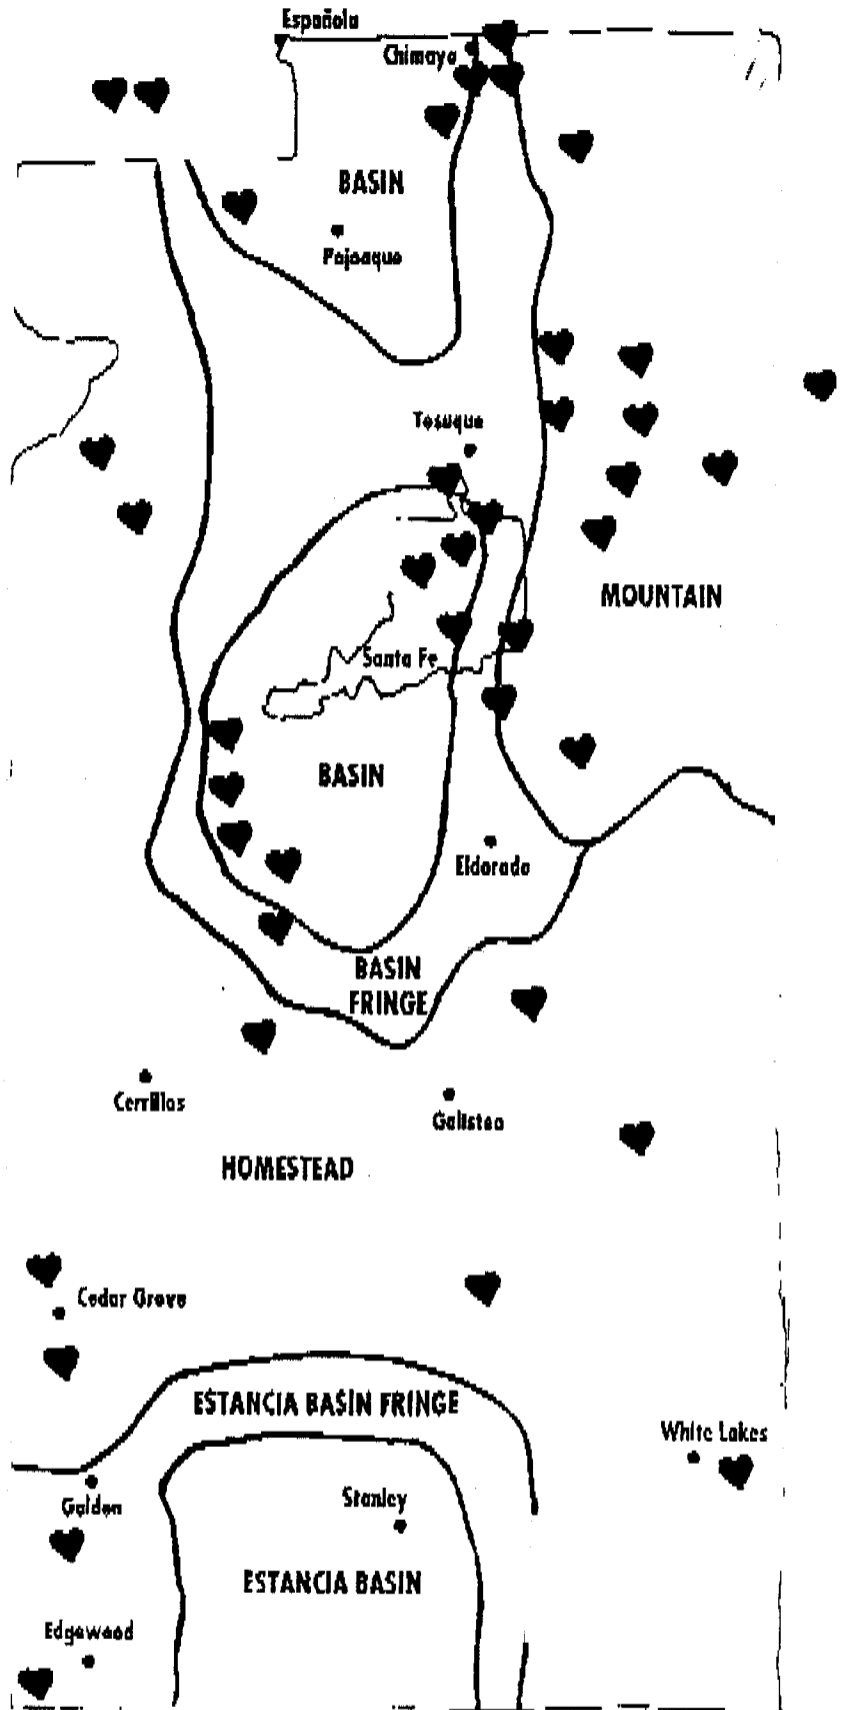 Española
Chimayo
BASIN
Pojoaque
Tesuque
MOUNTAIN
Santa Fe
BASIN
Eldorado
BASIN
FRINGE
Cerrillos
Galisteo
HOMESTEAD
Cedar Grove
ESTANCIA BASIN FRINGE
White Lakes
Golden
Stanley
ESTANCIA BASIN
Edgewood